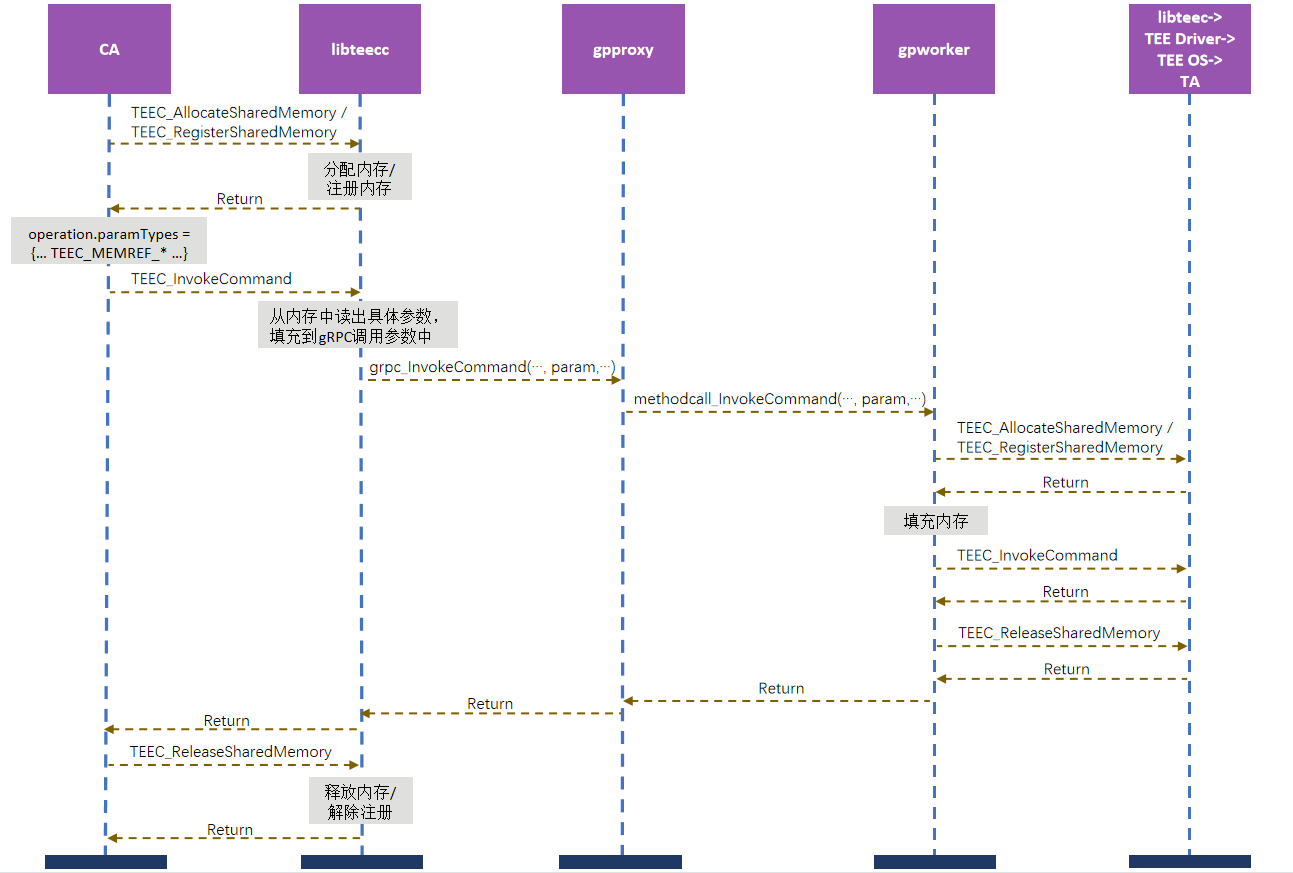 CA
libteecc
gpproxy
gpworker
libteec->
TEE Driver->
TEE OS->
TA
TEEC_AllocateSharedMemory /
TEEC_RegisterSharedMemory
分配内存/
注册内存
Return
operation.paramTypes =
{... TEEC_MEMREF_* ...}
TEEC_InvokeCommand
从内存中读出具体参数，
填充到gRPC调用参数中
grpc_InvokeCommand(…, param,…)
methodcall_InvokeCommand(…, param,…)
TEEC_AllocateSharedMemory /
TEEC_RegisterSharedMemory
Return
填充内存
TEEC_InvokeCommand
Return
TEEC_ReleaseSharedMemory
Return
Return
Return
Return
TEEC_ReleaseSharedMemory
释放内存/
解除注册
Return